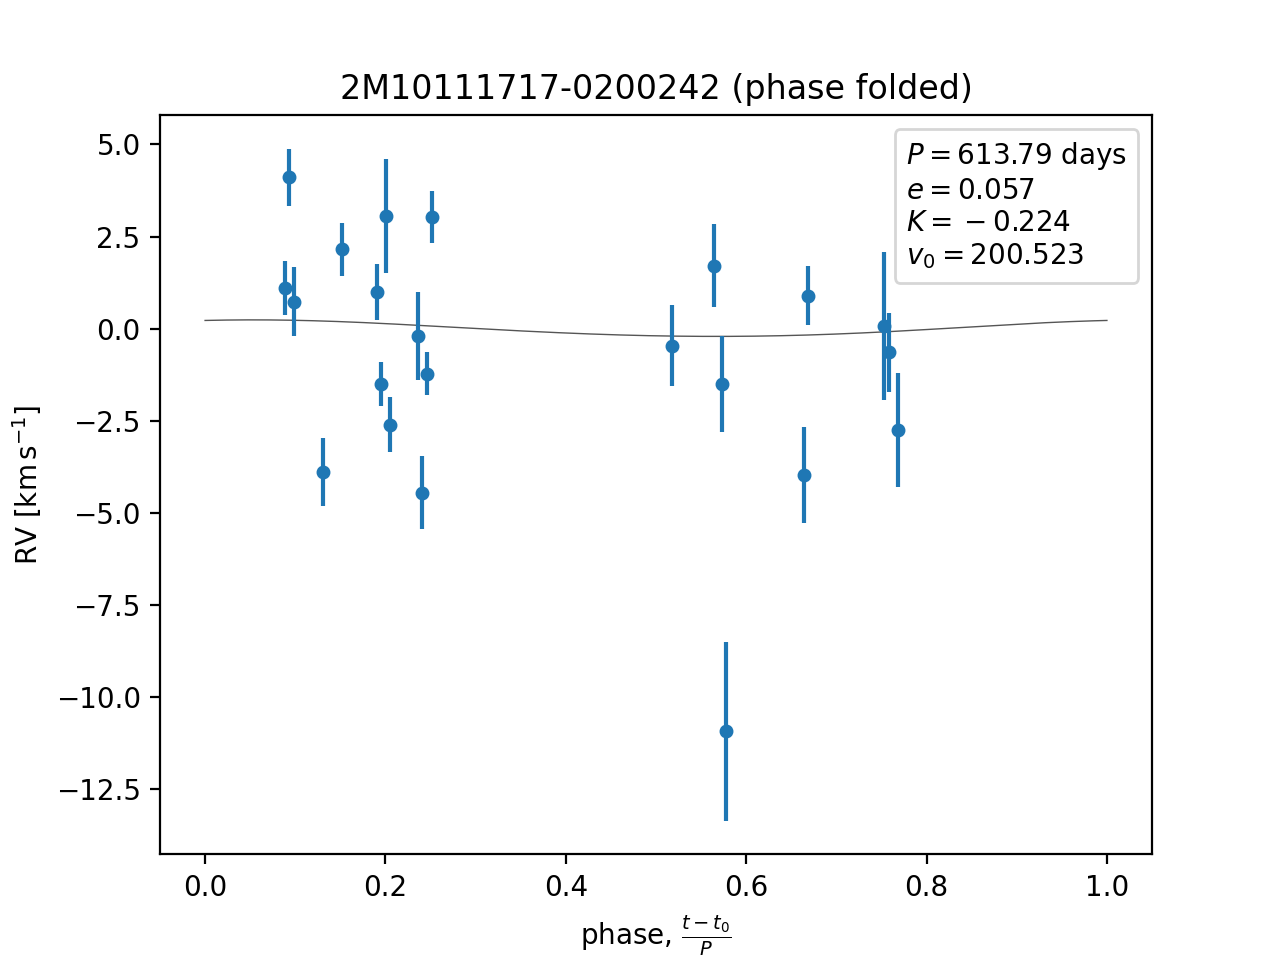 2M10111717-0200242 (phase folded)
P = 613.79 days
e = 0.057
K = −0.224
v₀ = 200.523
5.0
2.5
0.0
−2.5
−5.0
−7.5
−10.0
−12.5
RV [km s⁻¹]
0.0 0.2 0.4 0.6 0.8 1.0
phase, (t − t₀)/P